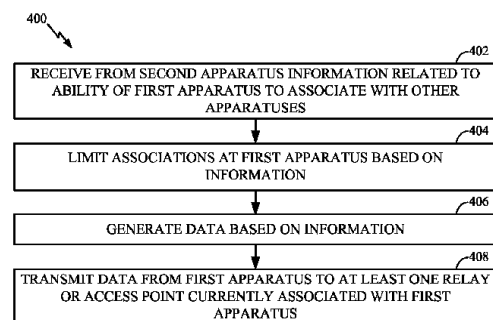 400
402
RECEIVE FROM SECOND APPARATUS INFORMATION RELATED TO
ABILITY OF FIRST APPARATUS TO ASSOCIATE WITH OTHER
APPARATUSES
404
LIMIT ASSOCIATIONS AT FIRST APPARATUS BASED ON
INFORMATION
406
GENERATE DATA BASED ON INFORMATION
408
TRANSMIT DATA FROM FIRST APPARATUS TO AT LEAST ONE RELAY
OR ACCESS POINT CURRENTLY ASSOCIATED WITH FIRST
APPARATUS